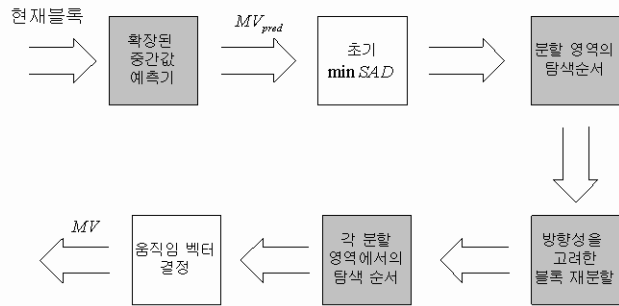 현재블록
확장된
중간값
예측기
MVpred
초기
min SAD
분할 영역의
탐색순서
방향성을
고려한
블록 재분할
각 분할
영역에서의
탐색 순서
움직임 벡터
결정
MV